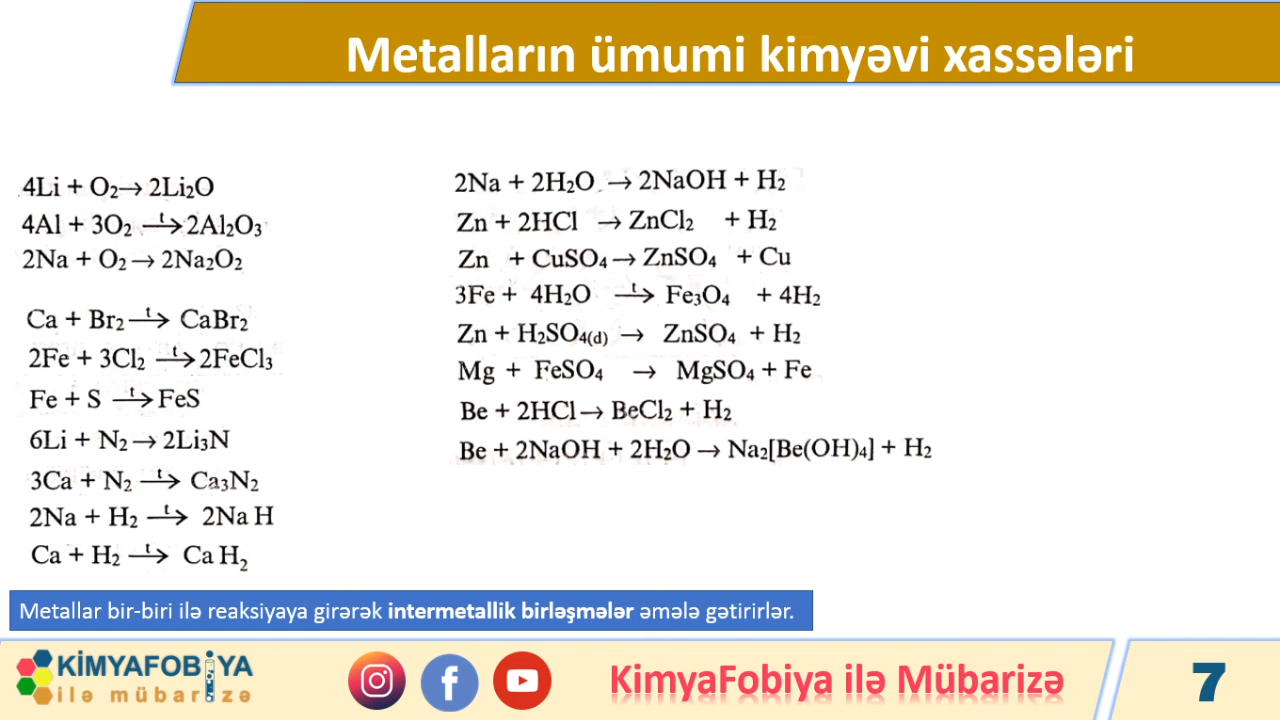 Metalların ümumi kimyəvi xassələri
4Li + O₂→ 2Li₂O
4Al + 3O₂ —t→ 2Al₂O₃
2Na + O₂ → 2Na₂O₂
Ca + Br₂ —t→ CaBr₂
2Fe + 3Cl₂ —t→ 2FeCl₃
Fe + S —t→ FeS
6Li + N₂ → 2Li₃N
3Ca + N₂ —t→ Ca₃N₂
2Na + H₂ —t→ 2Na H
Ca + H₂ —t→ Ca H₂
2Na + 2H₂O → 2NaOH + H₂
Zn + 2HCl → ZnCl₂ + H₂
Zn + CuSO₄ → ZnSO₄ + Cu
3Fe + 4H₂O —t→ Fe₃O₄ + 4H₂
Zn + H₂SO₄(d) → ZnSO₄ + H₂
Mg + FeSO₄ → MgSO₄ + Fe
Be + 2HCl → BeCl₂ + H₂
Be + 2NaOH + 2H₂O → Na₂[Be(OH)₄] + H₂
Metallar bir-biri ilə reaksiyaya girərək intermetallik birləşmələr əmələ gətirirlər.
KİMYAFOBİYA
ilə mübarizə
KimyaFobiya ilə Mübarizə
7